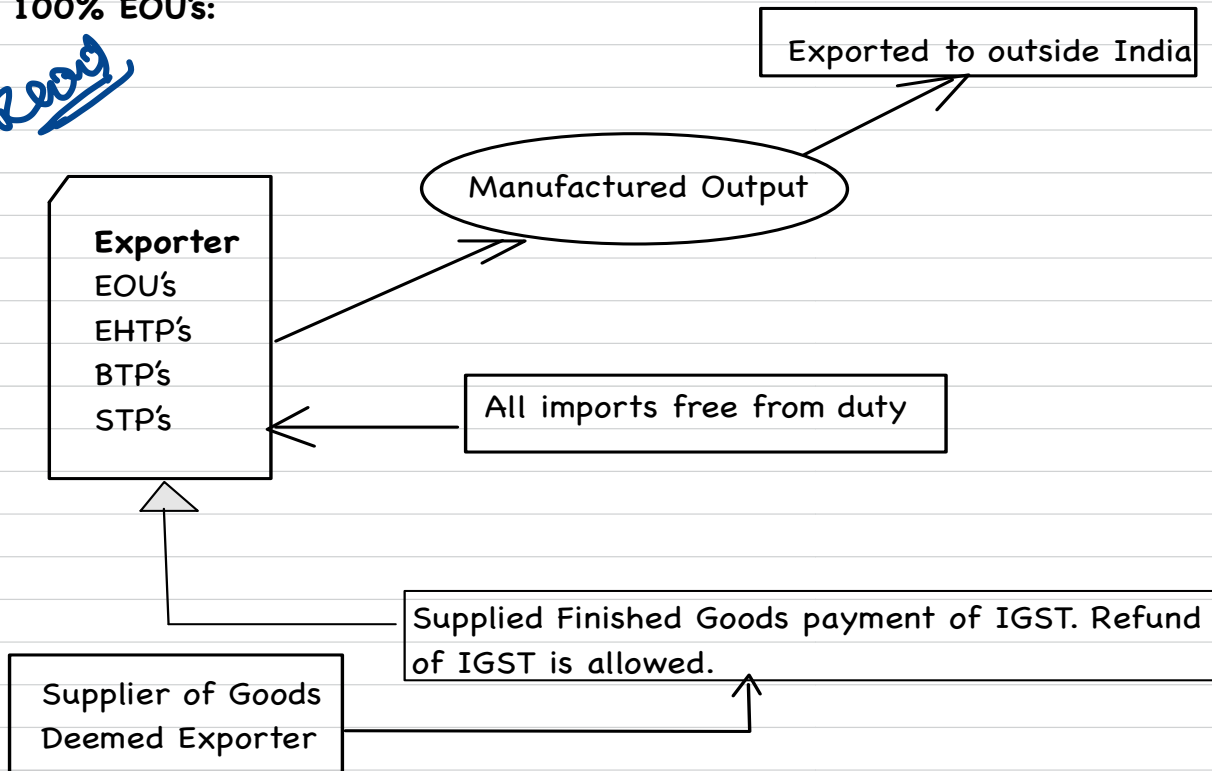 100% EOU's:
Exported to outside India
Manufactured Output
Exporter
EOU's
EHTP's
BTP's
STP's
All imports free from duty
Supplied Finished Goods payment of IGST. Refund
of IGST is allowed.
Supplier of Goods
Deemed Exporter